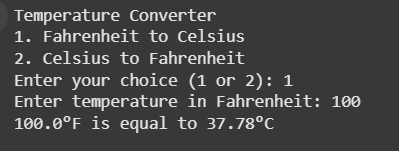 Temperature Converter
1. Fahrenheit to Celsius
2. Celsius to Fahrenheit
Enter your choice (1 or 2): 1
Enter temperature in Fahrenheit: 100
100.0°F is equal to 37.78°C